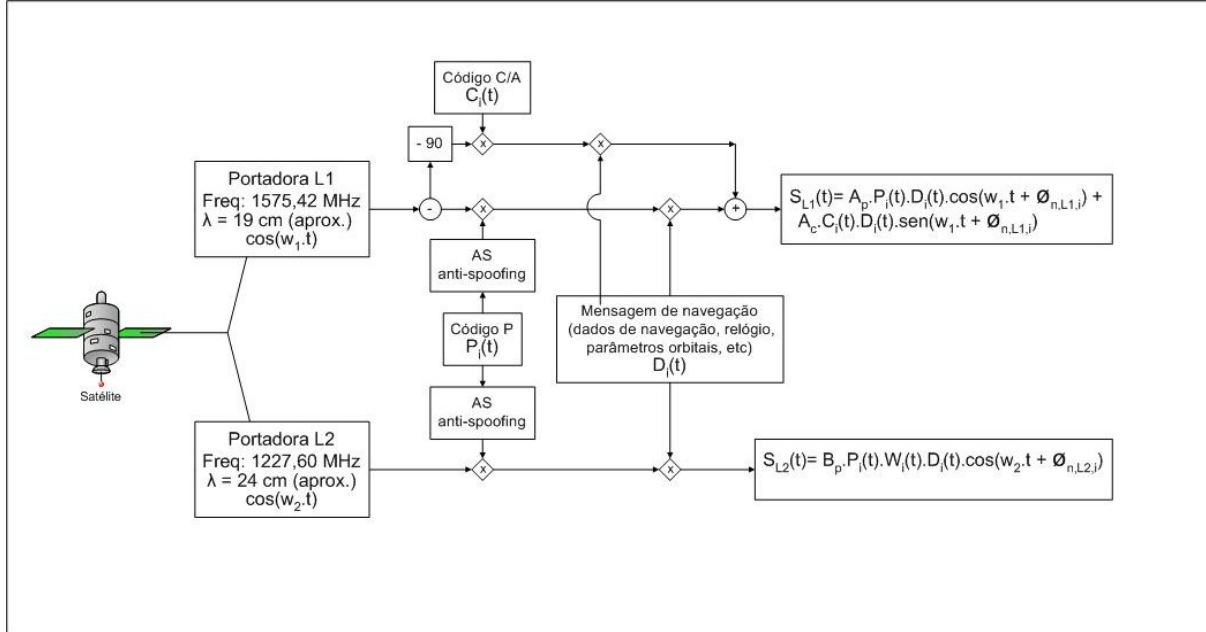 Código C/A
C_i(t)
- 90
x
x
Portadora L1
Freq: 1575,42 MHz
λ = 19 cm (aprox.)
cos(w_1.t)
-
x
x
+
S_L1(t)= A_p.P_i(t).D_i(t).cos(w_1.t + Ø_n,L1,i) +
A_c.C_i(t).D_i(t).sen(w_1.t + Ø_n,L1,i)
AS
anti-spoofing
Código P
P_i(t)
Mensagem de navegação
(dados de navegação, relógio,
parâmetros orbitais, etc)
D_i(t)
Satélite
AS
anti-spoofing
Portadora L2
Freq: 1227,60 MHz
λ = 24 cm (aprox.)
cos(w_2.t)
x
x
S_L2(t)= B_p.P_i(t).W_i(t).D_i(t).cos(w_2.t + Ø_n,L2,i)